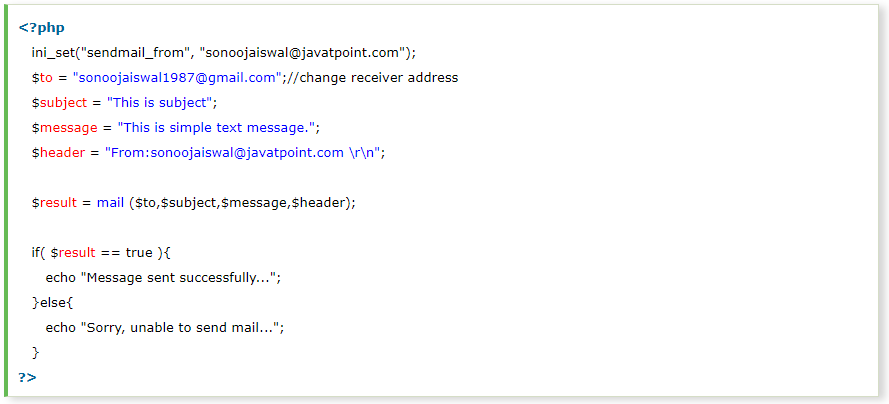 <?php
ini_set("sendmail_from", "sonoojaiswal@javatpoint.com");
$to = "sonoojaiswal1987@gmail.com";//change receiver address
$subject = "This is subject";
$message = "This is simple text message.";
$header = "From:sonoojaiswal@javatpoint.com \r\n";
$result = mail ($to,$subject,$message,$header);
if( $result == true ){
echo "Message sent successfully...";
}else{
echo "Sorry, unable to send mail...";
}
?>